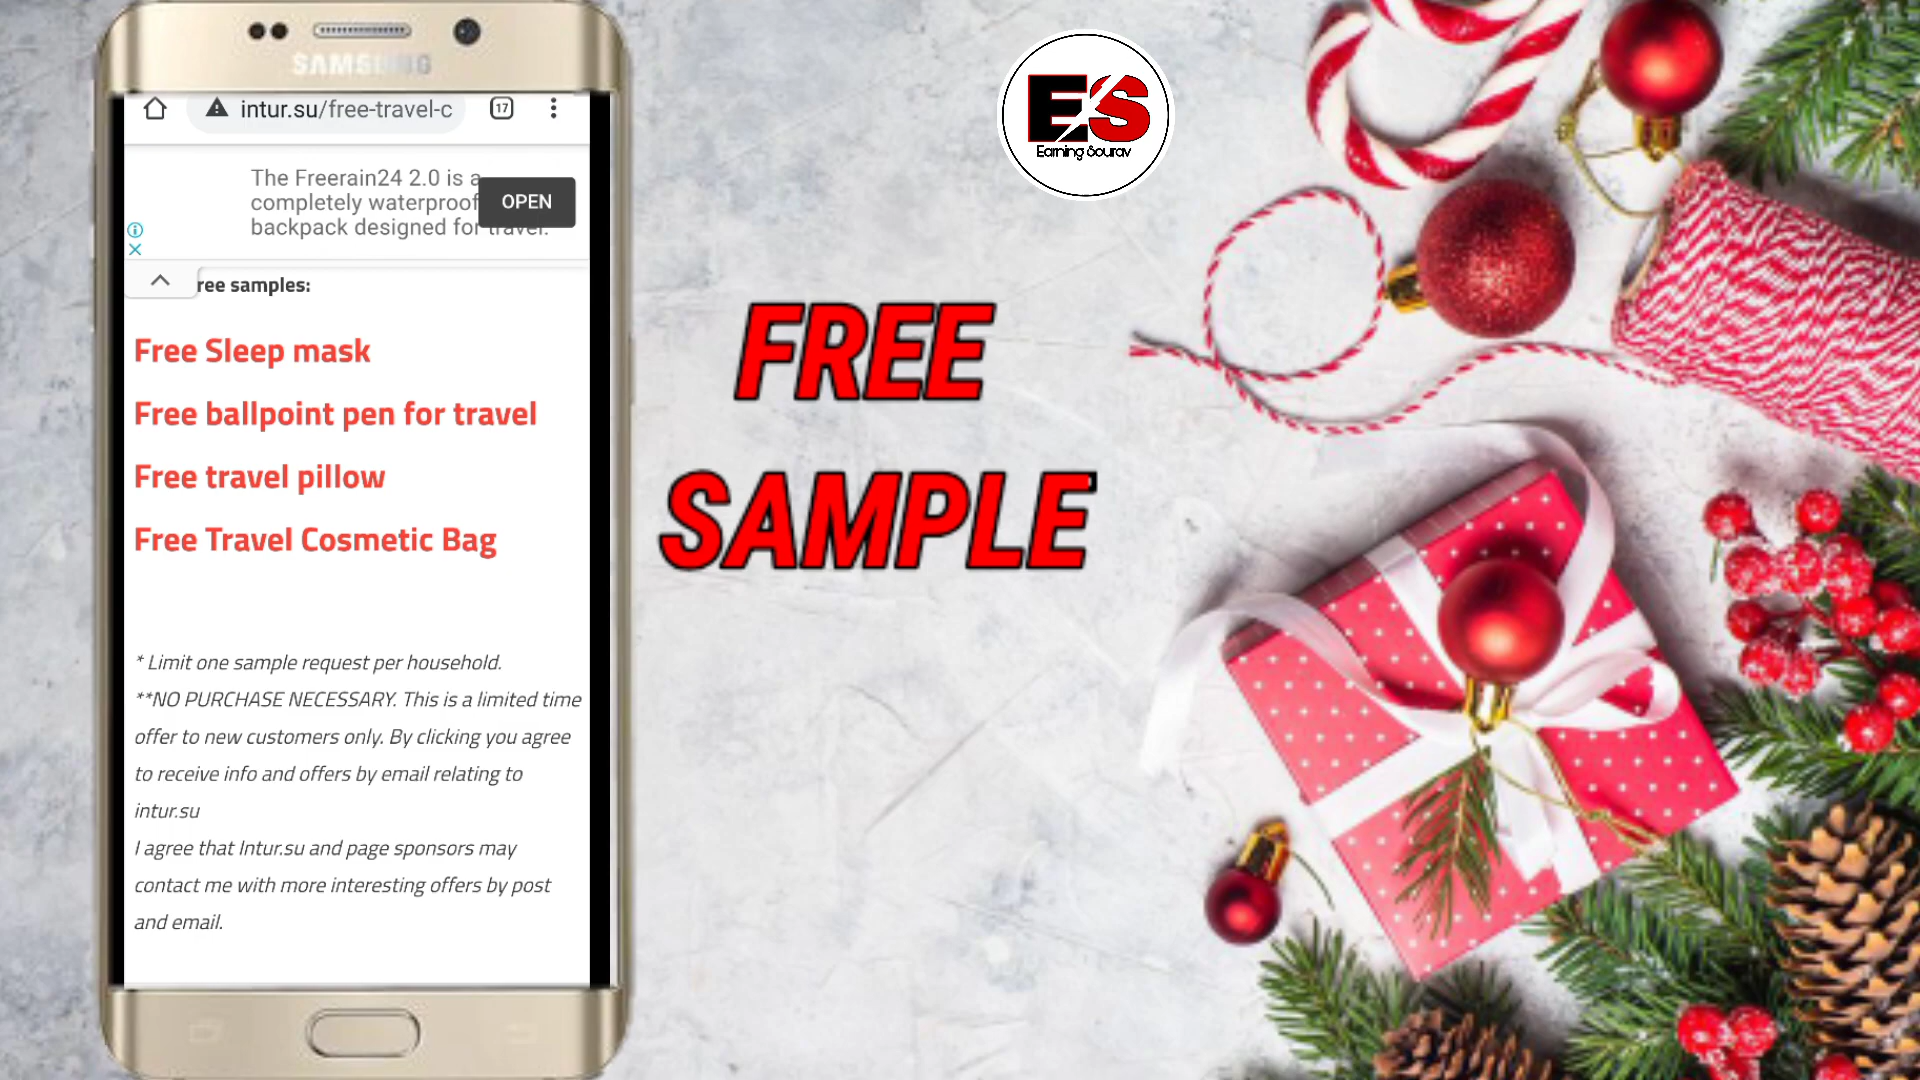 SAMSUNG
intur.su/free-travel-c
17
The Freerain24 2.0 is a
completely waterproof
backpack designed for travel.
OPEN
ree samples:
Free Sleep mask
Free ballpoint pen for travel
Free travel pillow
Free Travel Cosmetic Bag
* Limit one sample request per household.
**NO PURCHASE NECESSARY. This is a limited time
offer to new customers only. By clicking you agree
to receive info and offers by email relating to
intur.su
I agree that Intur.su and page sponsors may
contact me with more interesting offers by post
and email.
ES
Earning Sourav
FREE
SAMPLE